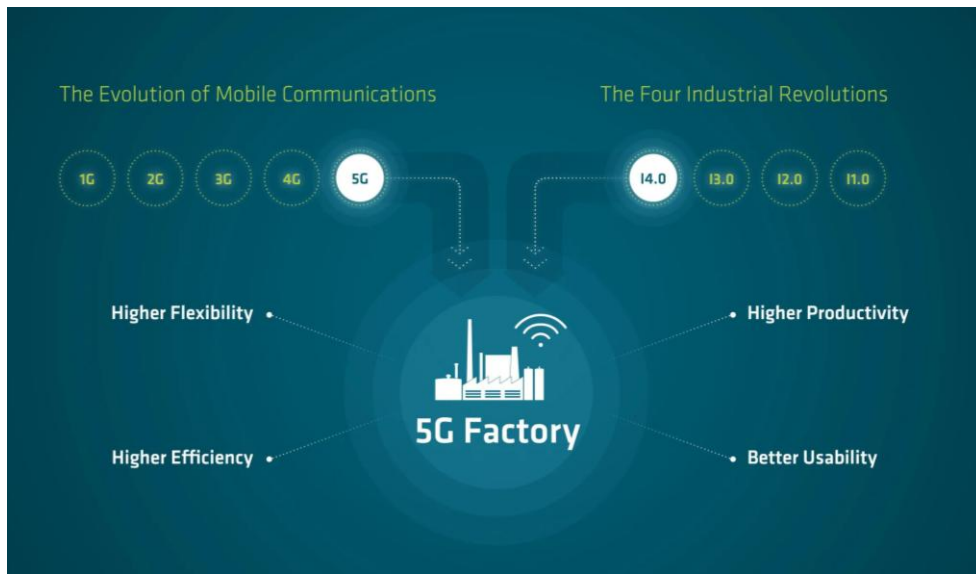 The Evolution of Mobile Communications
The Four Industrial Revolutions
1G 2G 3G 4G 5G
I4.0 I3.0 I2.0 I1.0
Higher Flexibility
Higher Productivity
5G Factory
Higher Efficiency
Better Usability